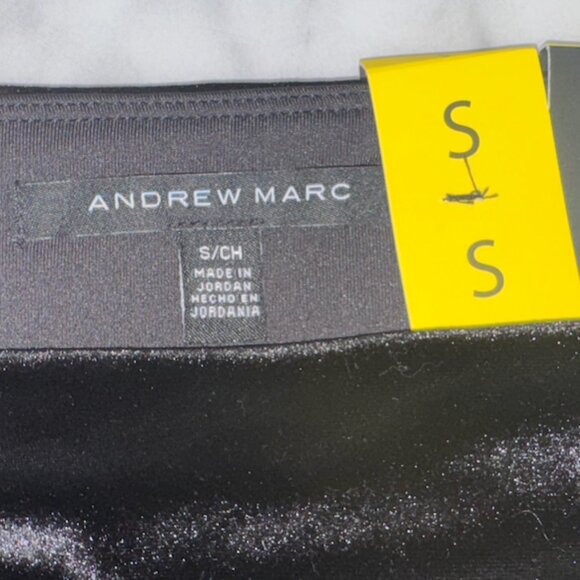 ANDREW MARC
S/CH
MADE IN
JORDAN
HECHO EN
JORDANIA
S
S